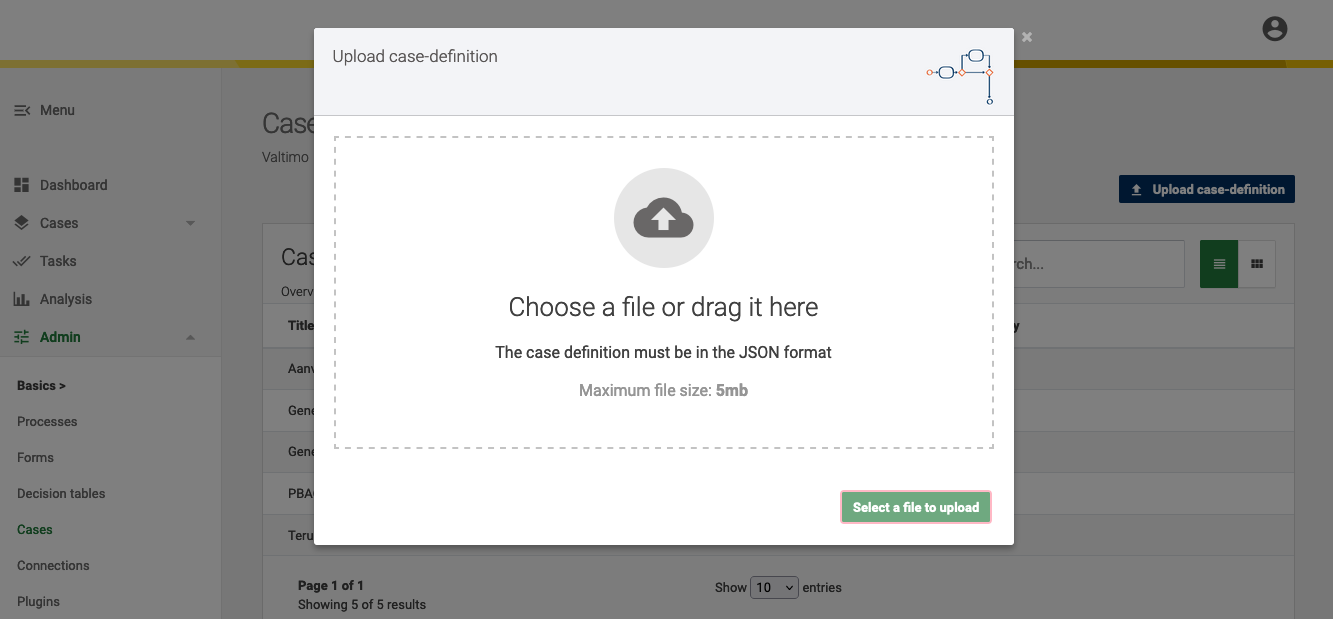 Upload case-definition
Menu
Case
Valtimo
Dashboard
Upload case-definition
Cases
Tasks
Analysis
Admin
Basics >
Processes
Forms
Decision tables
Cases
Connections
Plugins
Choose a file or drag it here
The case definition must be in the JSON format
Maximum file size: 5mb
Select a file to upload
Cas
Overv
rch...
Title
y
Aanv
Gene
Gene
PBA
Teru
Page 1 of 1
Showing 5 of 5 results
Show 10 entries